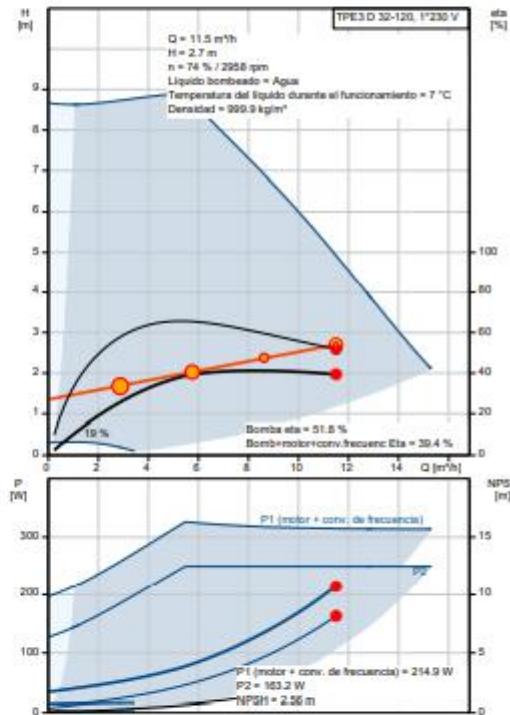 H
[m]
TPE3 D 32-120, 1*230 V
eta
[%]
Q = 11.5 m³/h
H = 2.7 m
n = 74 % / 2958 rpm
Líquido bombeado = Agua
Temperatura del líquido durante el funcionamiento = 7 °C
Densidad = 999.9 kg/m³
9
8
7
6
5
4
3
2
1
0
100
80
60
40
20
0
19 %
Bomba eta = 51.8 %
Bomb+motor+conv.frecuenc Eta = 39.4 %
0 2 4 6 8 10 12 14 Q [m³/h]
P
[W]
NPSH
[m]
P1 (motor + conv. de frecuencia)
P2
300
200
100
0
15
10
5
0
P1 (motor + conv. de frecuencia) = 214.9 W
P2 = 163.2 W
NPSH = 2.56 m